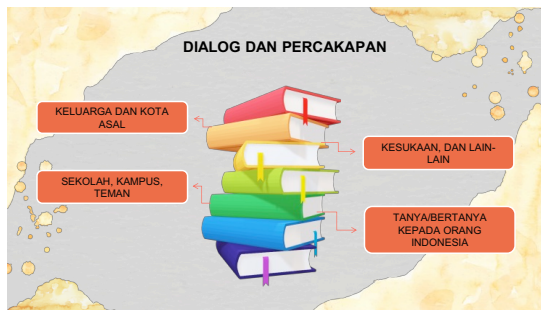 DIALOG DAN PERCAKAPAN
KELUARGA DAN KOTA
ASAL
KESUKAAN, DAN LAIN-
LAIN
SEKOLAH, KAMPUS,
TEMAN
TANYA/BERTANYA
KEPADA ORANG
INDONESIA